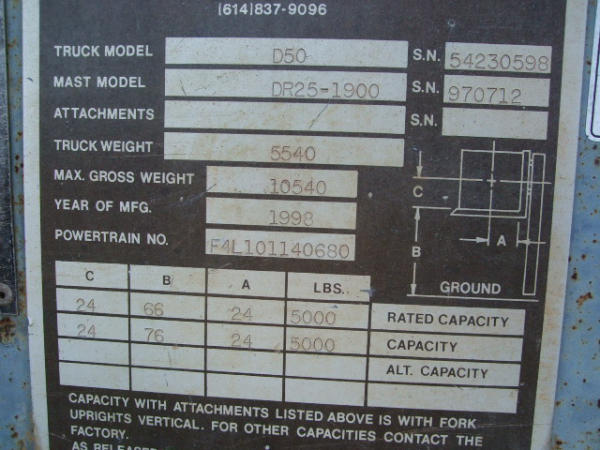 (614)837-9096
TRUCK MODEL D50 S.N. 54230598
MAST MODEL DR25-1900 S.N. 970712
ATTACHMENTS S.N.
TRUCK WEIGHT 5540
MAX. GROSS WEIGHT 10540
YEAR OF MFG. 1998
POWERTRAIN NO. F4L101140680
C
B
A
GROUND
C B A LBS.
24 66 24 5000 RATED CAPACITY
24 76 24 5000 CAPACITY
ALT. CAPACITY
CAPACITY WITH ATTACHMENTS LISTED ABOVE IS WITH FORK
UPRIGHTS VERTICAL. FOR OTHER CAPACITIES CONTACT THE
FACTORY.
AS RELEASED